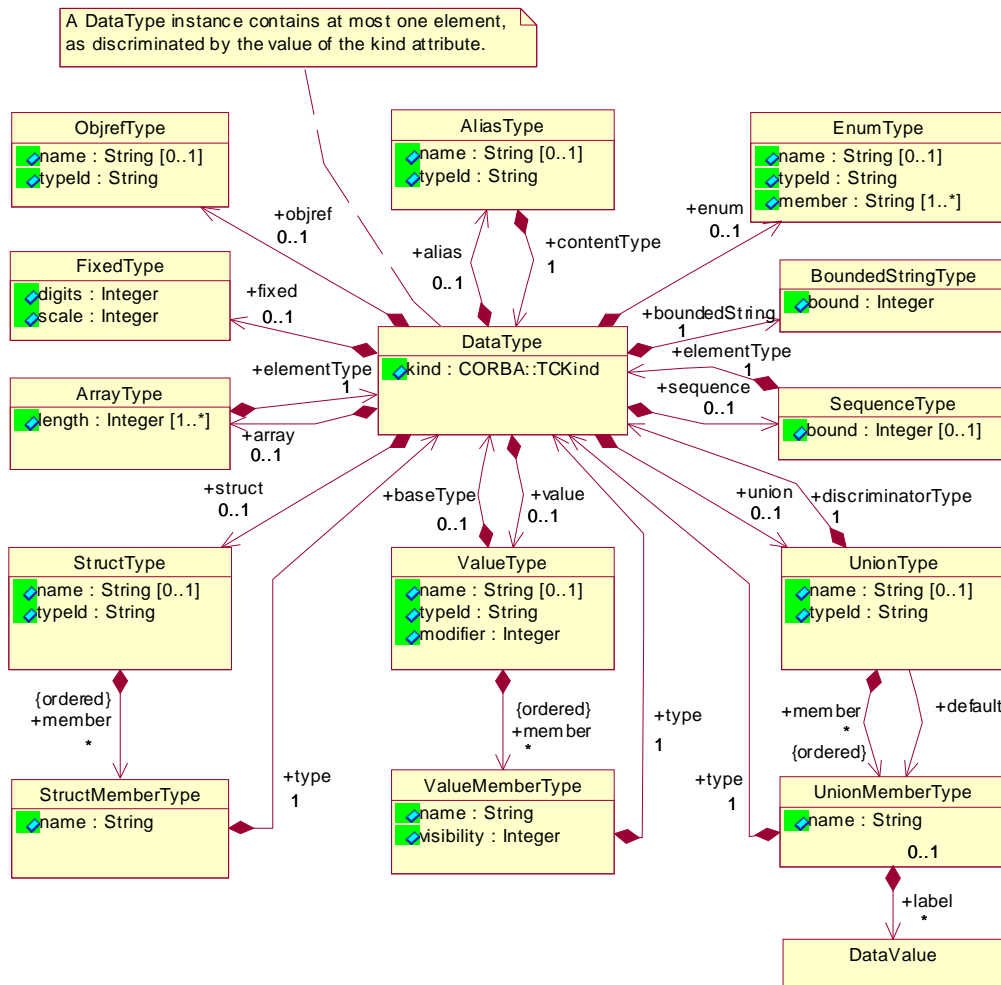 A DataType instance contains at most one element,
as discriminated by the value of the kind attribute.
ObjrefType
name : String [0..1]
typeId : String
AliasType
name : String [0..1]
typeId : String
EnumType
name : String [0..1]
typeId : String
member : String [1..*]
+objref
0..1
+alias
0..1
+contentType
1
+enum
0..1
FixedType
digits : Integer
scale : Integer
+fixed
0..1
BoundedStringType
bound : Integer
+boundedString
1
DataType
kind : CORBA::TCKind
+elementType
1
+elementType
1
+sequence
0..1
ArrayType
length : Integer [1..*]
+array
0..1
SequenceType
bound : Integer [0..1]
+struct
0..1
+baseType
0..1
+value
0..1
+union
0..1
+discriminatorType
1
StructType
name : String [0..1]
typeId : String
ValueType
name : String [0..1]
typeId : String
modifier : Integer
UnionType
name : String [0..1]
typeId : String
{ordered}
+member
*
{ordered}
+member
*
+type
1
+member
*
{ordered}
+default
+type
1
+type
1
StructMemberType
name : String
ValueMemberType
name : String
visibility : Integer
UnionMemberType
name : String
0..1
+label
*
DataValue